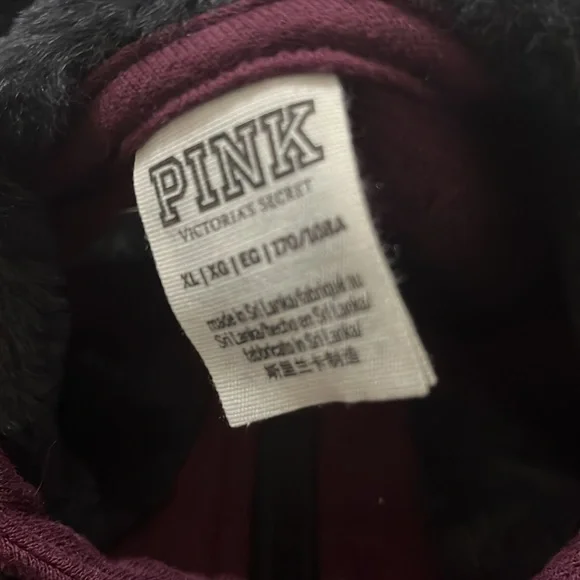 PINK
VICTORIA'S SECRET
XL | XG | EG | 170/108A
made in Sri Lanka/fabriqué au
Sri Lanka/hecho en Sri Lanka/
fabricato in Sri Lanka/
斯里兰卡制造